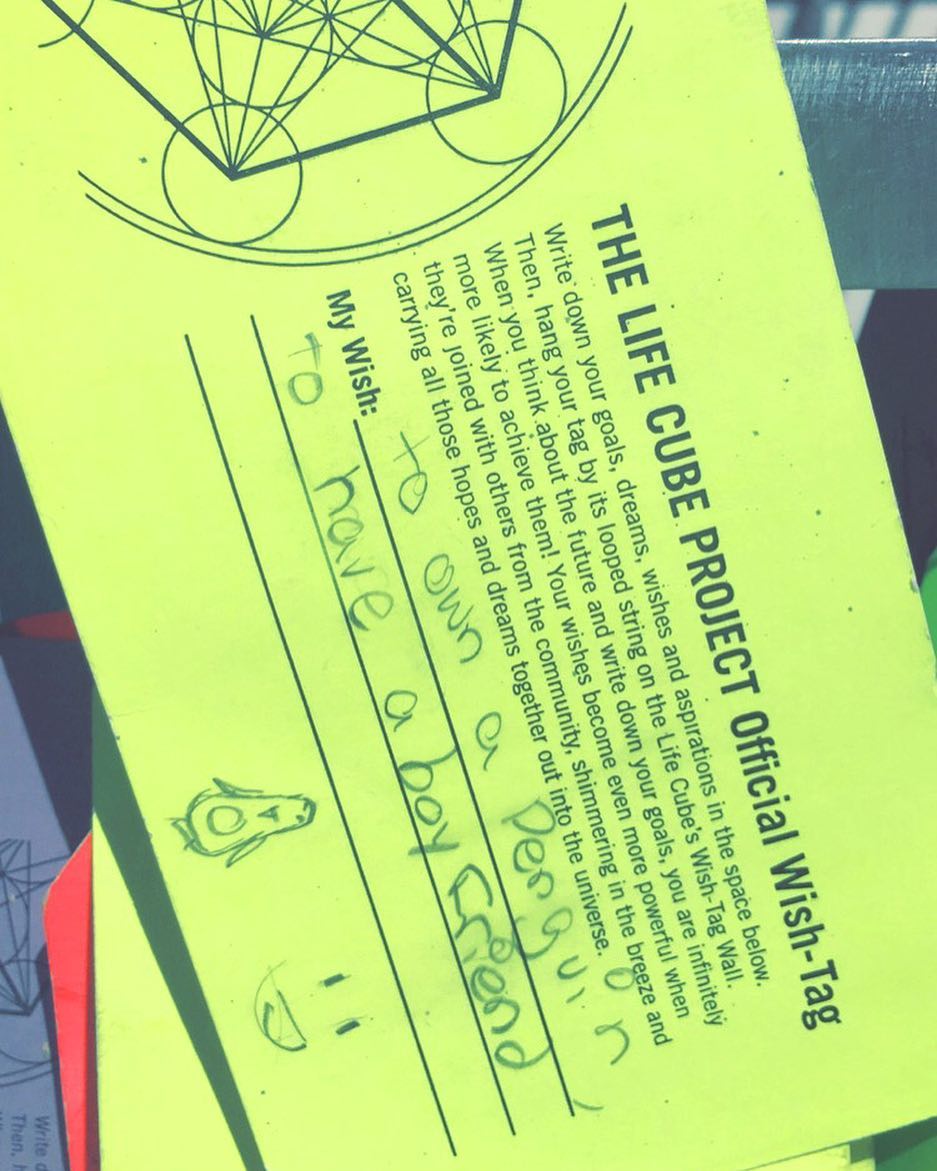 THE LIFE CUBE PROJECT Official Wish-Tag
Write down your goals, dreams, wishes and aspirations in the space below.
Then, hang your tag by its looped string on the Life Cube's Wish-Tag Wall.
When you think about the future and write down your goals, you are infinitely
more likely to achieve them! Your wishes become even more powerful when
they're joined with others from the community, shimmering in the breeze and
carrying all those hopes and dreams together out into the universe.
My Wish: to own a penguin,
To have a boyfriend
Write d
Then, h